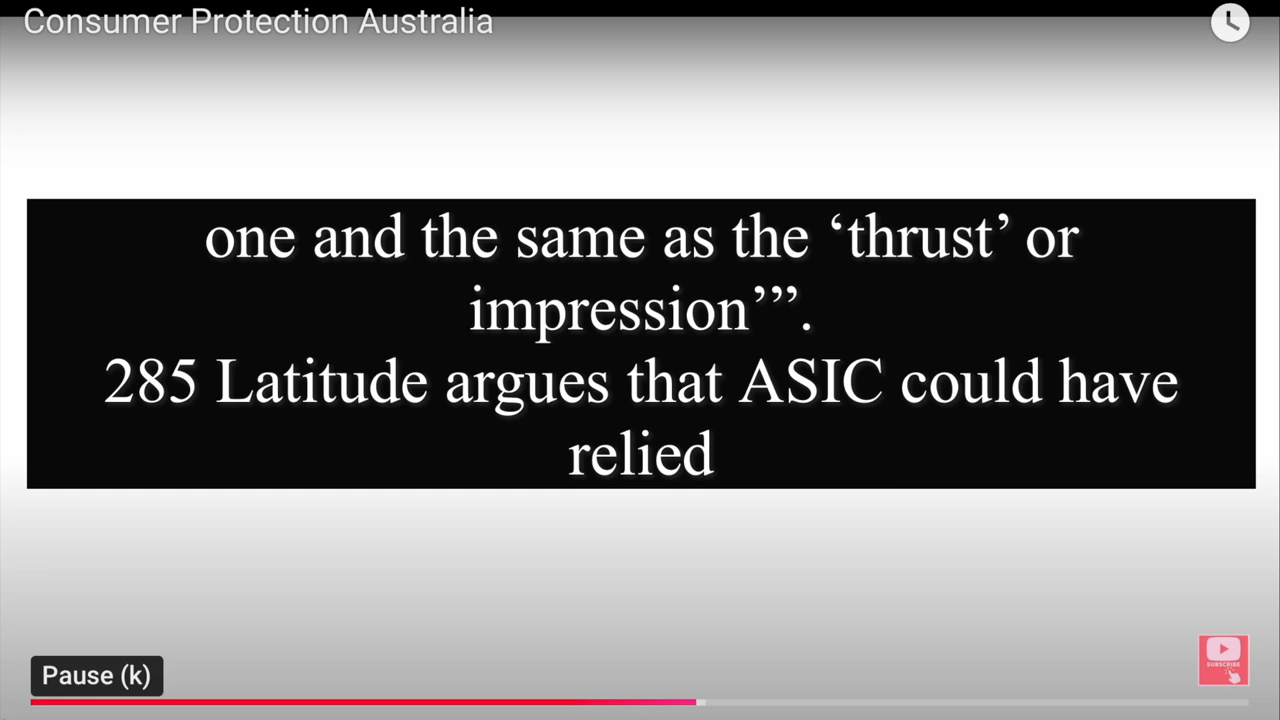 Consumer Protection Australia
one and the same as the ‘thrust’ or
impression’”.
285 Latitude argues that ASIC could have
relied
SUBSCRIBE
Pause (k)